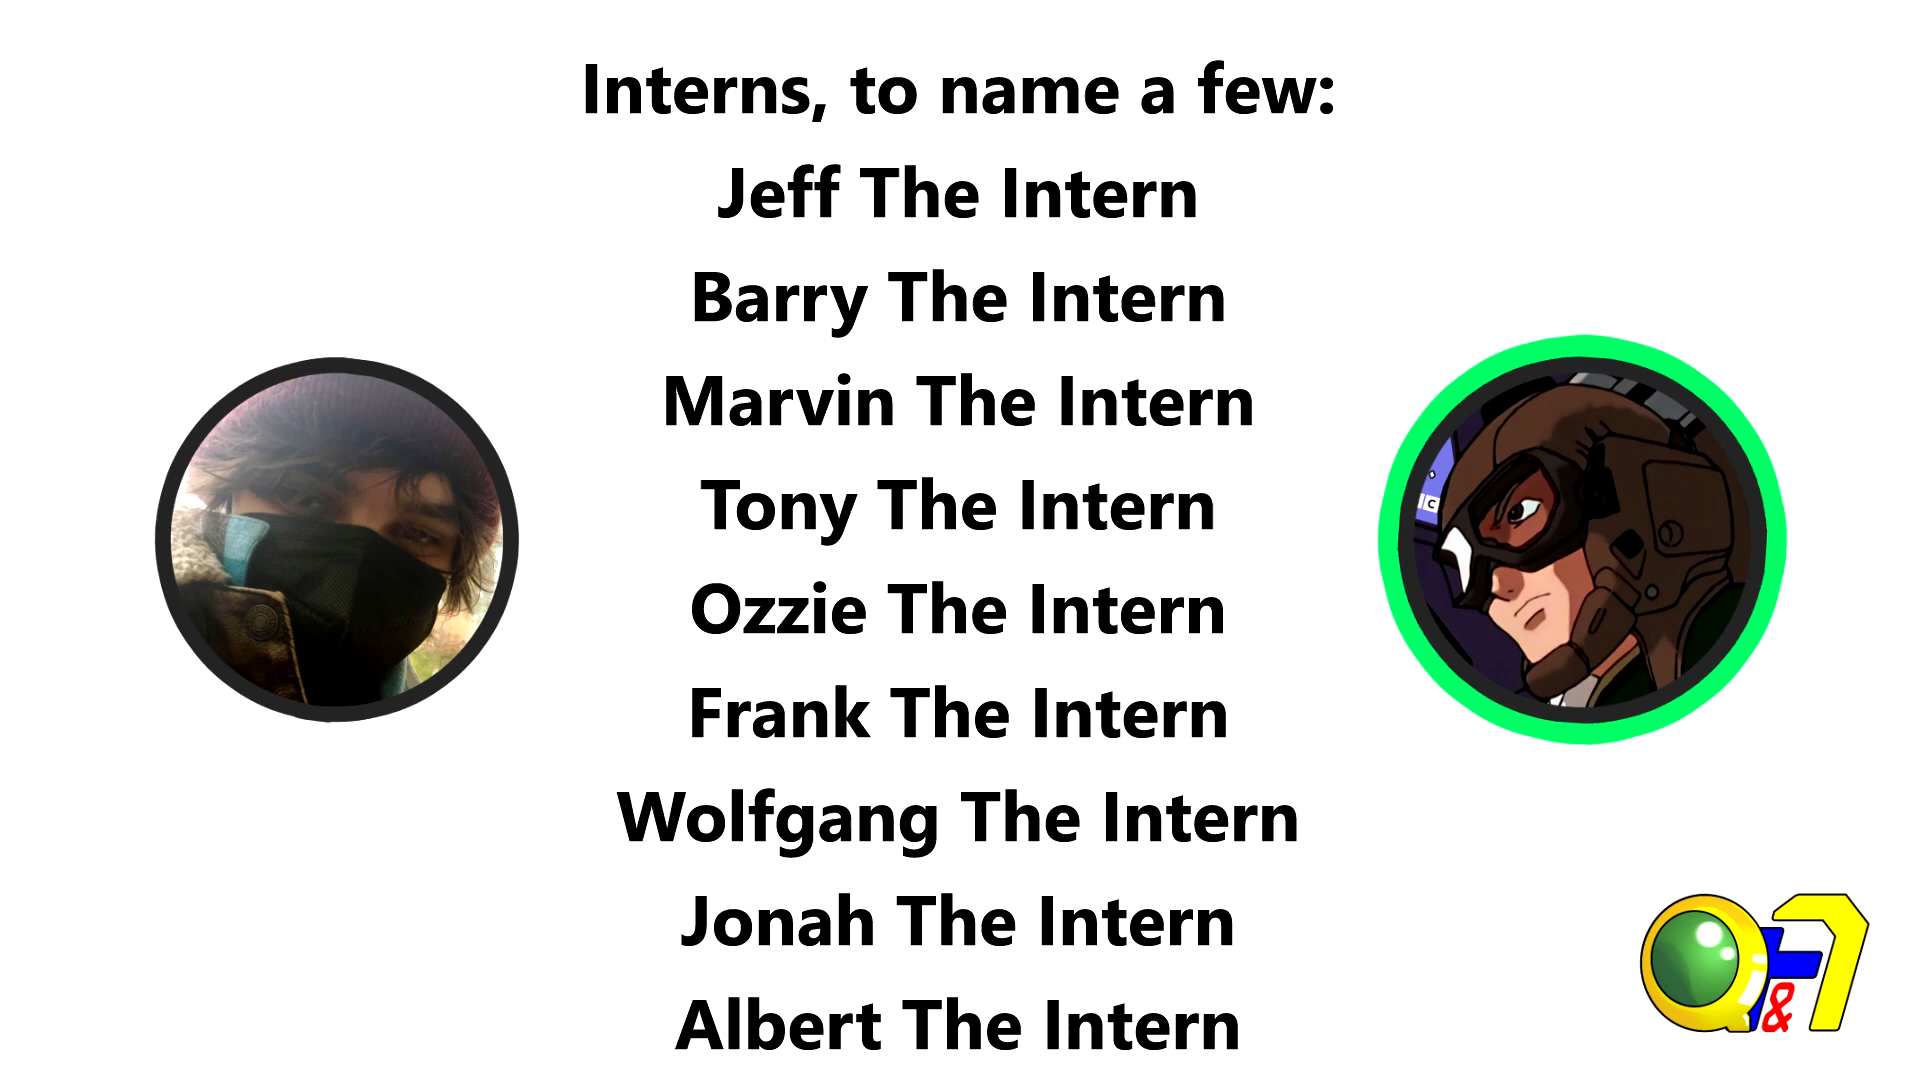 Interns, to name a few:
Jeff The Intern
Barry The Intern
Marvin The Intern
Tony The Intern
Ozzie The Intern
Frank The Intern
Wolfgang The Intern
Jonah The Intern
Albert The Intern
C
&
7